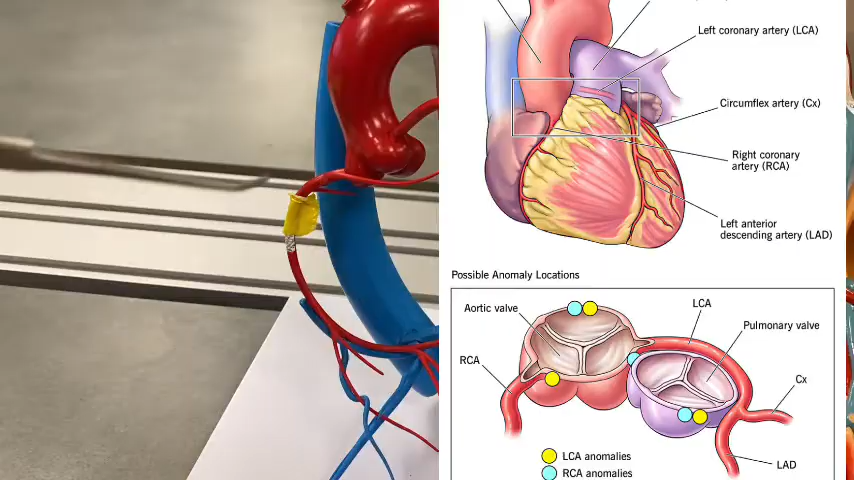 Left coronary artery (LCA)
Circumflex artery (Cx)
Right coronary
artery (RCA)
Left anterior
descending artery (LAD)
Possible Anomaly Locations
Aortic valve
LCA
Pulmonary valve
RCA
Cx
LCA anomalies
RCA anomalies
LAD